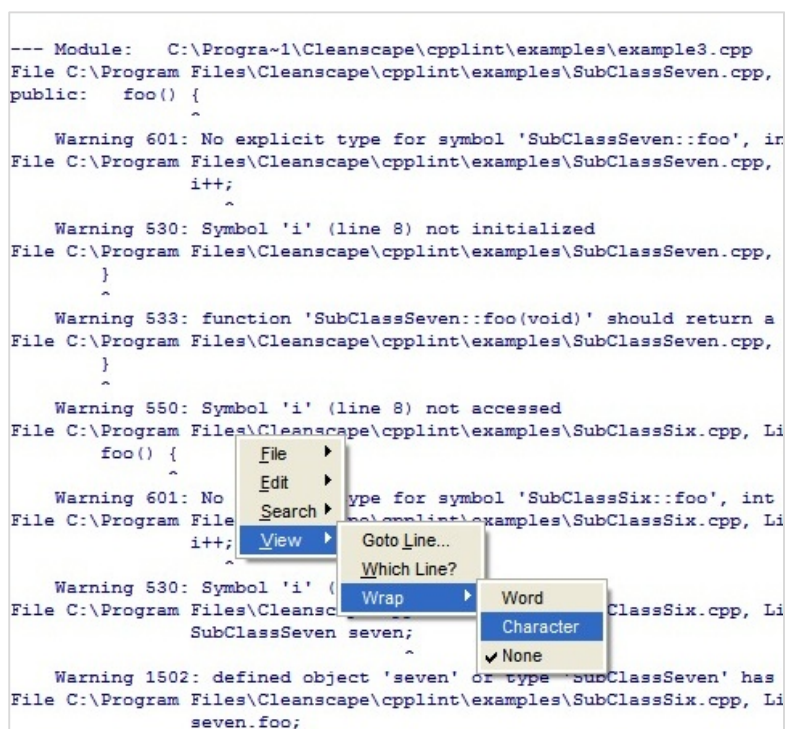 --- Module:   C:\Progra~1\Cleanscape\cpplint\examples\example3.cpp
File C:\Program Files\Cleanscape\cpplint\examples\SubClassSeven.cpp,
public:   foo() {
^
Warning 601: No explicit type for symbol 'SubClassSeven::foo', in
File C:\Program Files\Cleanscape\cpplint\examples\SubClassSeven.cpp,
i++;
^
Warning 530: Symbol 'i' (line 8) not initialized
File C:\Program Files\Cleanscape\cpplint\examples\SubClassSeven.cpp,
}
^
Warning 533: function 'SubClassSeven::foo(void)' should return a
File C:\Program Files\Cleanscape\cpplint\examples\SubClassSeven.cpp,
}
^
Warning 550: Symbol 'i' (line 8) not accessed
File C:\Program Files\Cleanscape\cpplint\examples\SubClassSix.cpp, Li
foo() {
^
Warning 601: No ype for symbol 'SubClassSix::foo', int
File C:\Program File examples\SubClassSix.cpp, Li
i++;
^
Warning 530: Symbol 'i' (
File C:\Program Files\Cleansc ClassSix.cpp, Li
SubClassSeven seven;
^
Warning 1502: defined object 'seven' of type 'SubClassSeven' has
File C:\Program Files\Cleanscape\cpplint\examples\SubClassSix.cpp, Li
seven.foo;
File
Edit
Search
View
Goto Line...
Which Line?
Wrap
Word
Character
None